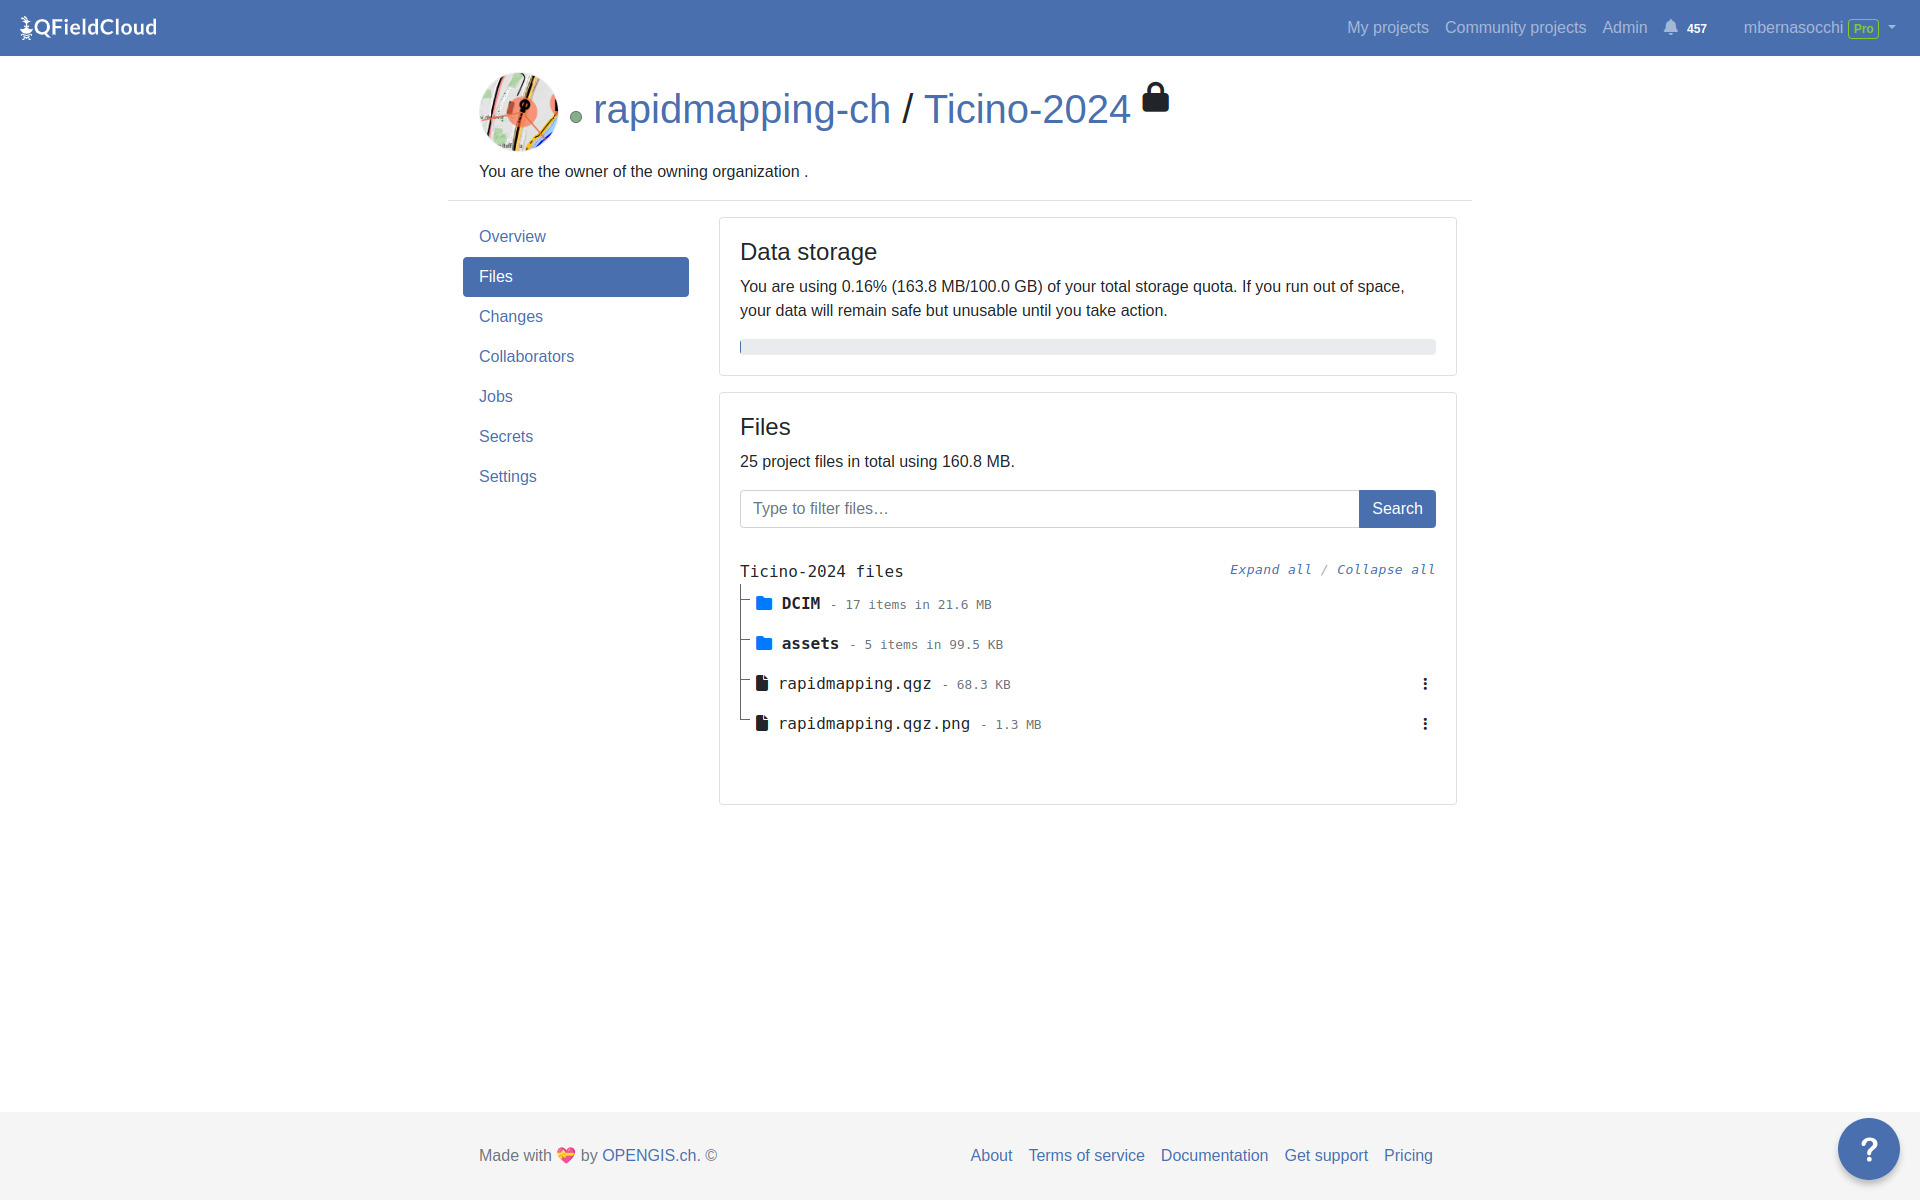 QFieldCloud
My projects Community projects Admin 457 mbernasocchi Pro
rapidmapping-ch / Ticino-2024
You are the owner of the owning organization .
Overview
Files
Changes
Collaborators
Jobs
Secrets
Settings
Data storage
You are using 0.16% (163.8 MB/100.0 GB) of your total storage quota. If you run out of space,
your data will remain safe but unusable until you take action.
Files
25 project files in total using 160.8 MB.
Type to filter files… Search
Ticino-2024 files Expand all / Collapse all
DCIM - 17 items in 21.6 MB
assets - 5 items in 99.5 KB
rapidmapping.qgz - 68.3 KB
rapidmapping.qgz.png - 1.3 MB
Made with 💝 by OPENGIS.ch. © About Terms of service Documentation Get support Pricing
?